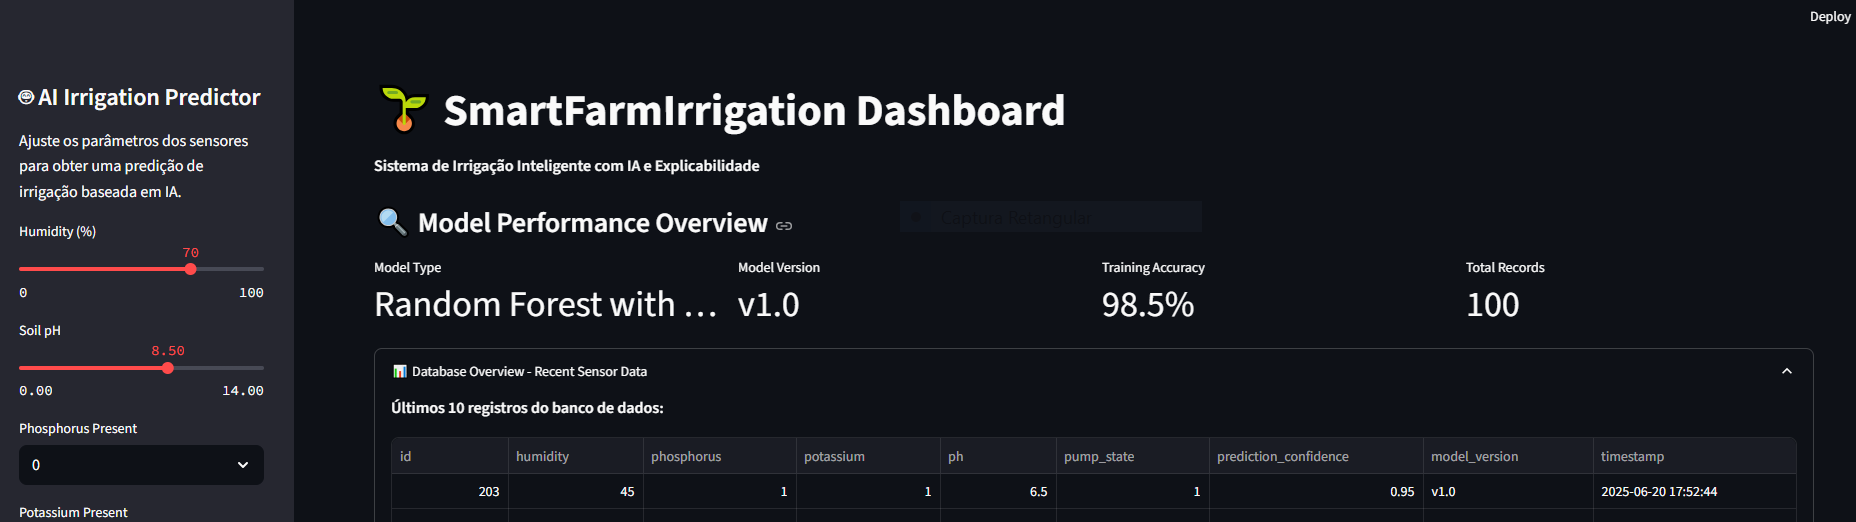 Deploy
AI Irrigation Predictor
Ajuste os parâmetros dos sensores
para obter uma predição de
irrigação baseada em IA.
Humidity (%)
70
0 100
Soil pH
8.50
0.00 14.00
Phosphorus Present
0
Potassium Present
SmartFarmIrrigation Dashboard
Sistema de Irrigação Inteligente com IA e Explicabilidade
Model Performance Overview
Captura Retangular
Model Type Model Version Training Accuracy Total Records
Random Forest with … v1.0 98.5% 100
Database Overview - Recent Sensor Data
Últimos 10 registros do banco de dados:
id humidity phosphorus potassium ph pump_state prediction_confidence model_version timestamp
203 45 1 1 6.5 1 0.95 v1.0 2025-06-20 17:52:44